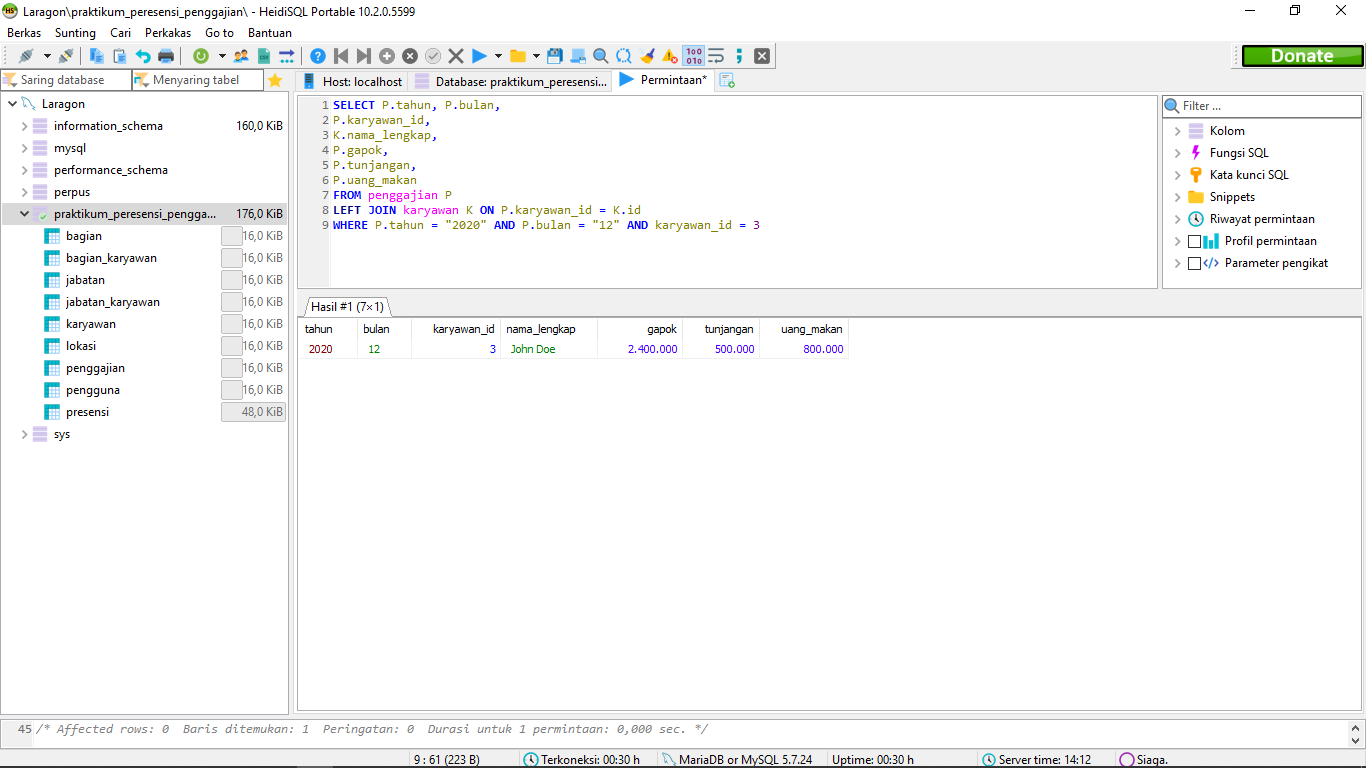 Laragon\praktikum_peresensi_penggajian\ - HeidiSQL Portable 10.2.0.5599
Berkas Sunting Cari Perkakas Go to Bantuan
Donate
Saring database Menyaring tabel
Host: localhost Database: praktikum_peresensi... Permintaan*
Laragon
information_schema 160,0 KiB
mysql
performance_schema
perpus
praktikum_peresensi_pengga... 176,0 KiB
bagian 16,0 KiB
bagian_karyawan 16,0 KiB
jabatan 16,0 KiB
jabatan_karyawan 16,0 KiB
karyawan 16,0 KiB
lokasi 16,0 KiB
penggajian 16,0 KiB
pengguna 16,0 KiB
presensi 48,0 KiB
sys
1 SELECT P.tahun, P.bulan,
2 P.karyawan_id,
3 K.nama_lengkap,
4 P.gapok,
5 P.tunjangan,
6 P.uang_makan
7 FROM penggajian P
8 LEFT JOIN karyawan K ON P.karyawan_id = K.id
9 WHERE P.tahun = "2020" AND P.bulan = "12" AND karyawan_id = 3
Filter ...
Kolom
Fungsi SQL
Kata kunci SQL
Snippets
Riwayat permintaan
Profil permintaan
Parameter pengikat
Hasil #1 (7×1)
tahun bulan karyawan_id nama_lengkap gapok tunjangan uang_makan
2020 12 3 John Doe 2.400.000 500.000 800.000
45 /* Affected rows: 0 Baris ditemukan: 1 Peringatan: 0 Durasi untuk 1 permintaan: 0,000 sec. */
9 : 61 (223 B) Terkoneksi: 00:30 h MariaDB or MySQL 5.7.24 Uptime: 00:30 h Server time: 14:12 Siaga.